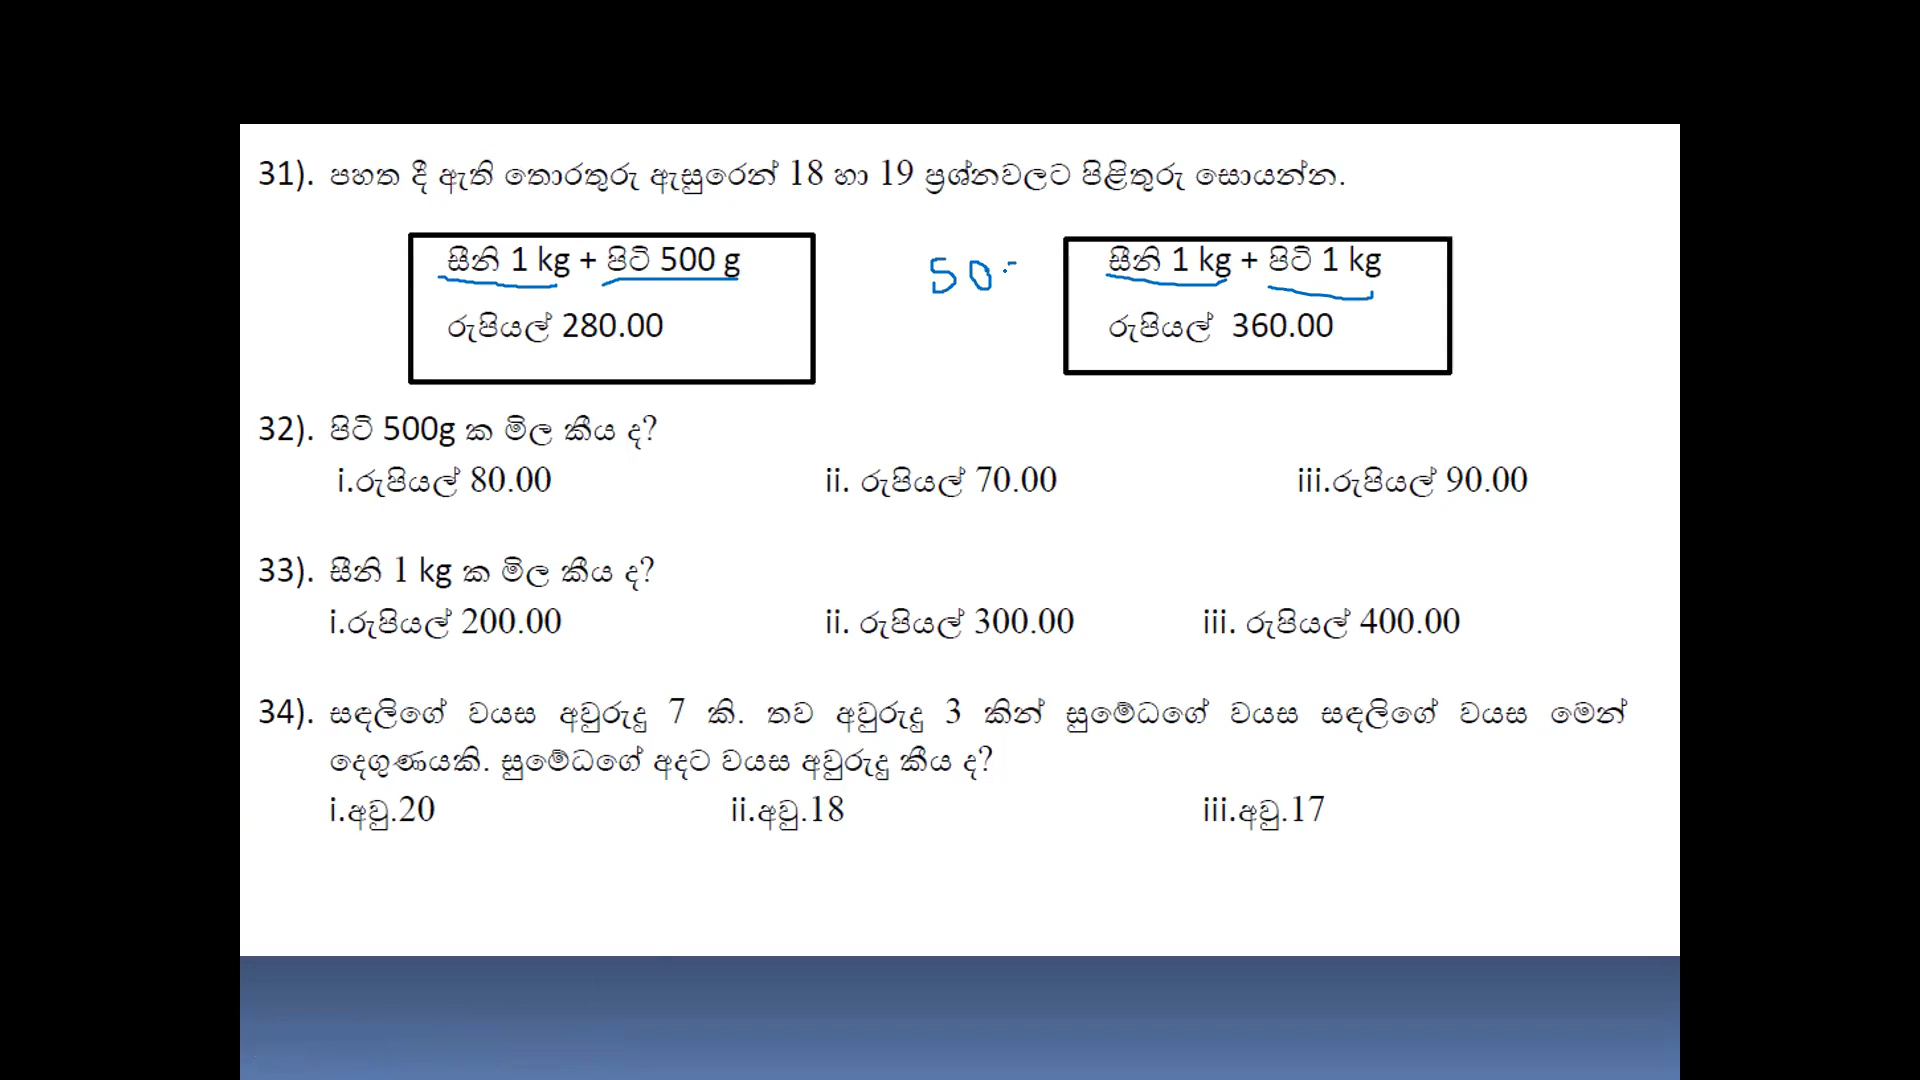 31). පහත දී ඇති තොරතුරු ඇසුරෙන් 18 හා 19 ප්‍රශ්නවලට පිළිතුරු සොයන්න.
සීනි 1 kg + පිටි 500 g
රුපියල් 280.00
50
සීනි 1 kg + පිටි 1 kg
රුපියල් 360.00
32). පිටි 500g ක මිල කීය ද?
i.රුපියල් 80.00 ii. රුපියල් 70.00 iii.රුපියල් 90.00
33). සීනි 1 kg ක මිල කීය ද?
i.රුපියල් 200.00 ii. රුපියල් 300.00 iii. රුපියල් 400.00
34). සඳලිගේ වයස අවුරුදු 7 කි. තව අවුරුදු 3 කින් සුමේධගේ වයස සඳලිගේ වයස මෙන්
දෙගුණයකි. සුමේධගේ අදට වයස අවුරුදු කීය ද?
i.අවු.20 ii.අවු.18 iii.අවු.17